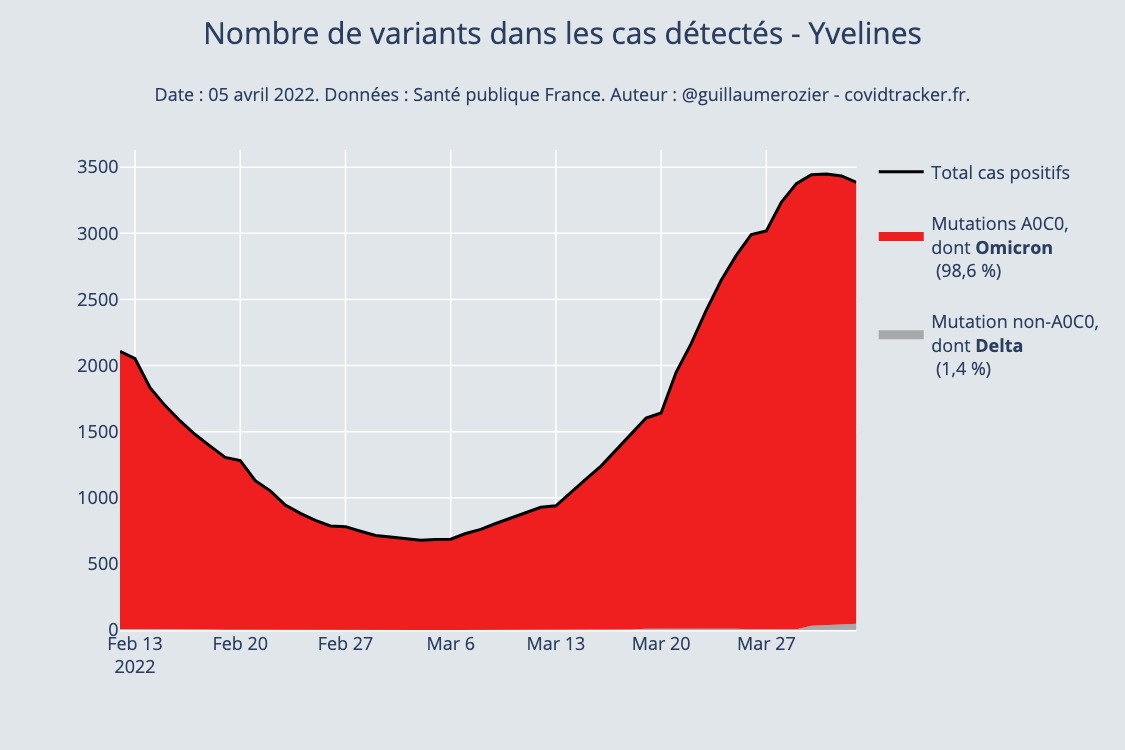 Nombre de variants dans les cas détectés - Yvelines
Date : 05 avril 2022. Données : Santé publique France. Auteur : @guillaumerozier - covidtracker.fr.
3500
3000
2500
2000
1500
1000
500
0
Feb 13
2022
Feb 20
Feb 27
Mar 6
Mar 13
Mar 20
Mar 27
Total cas positifs
Mutations A0C0,
dont Omicron
(98,6 %)
Mutation non-A0C0,
dont Delta
(1,4 %)